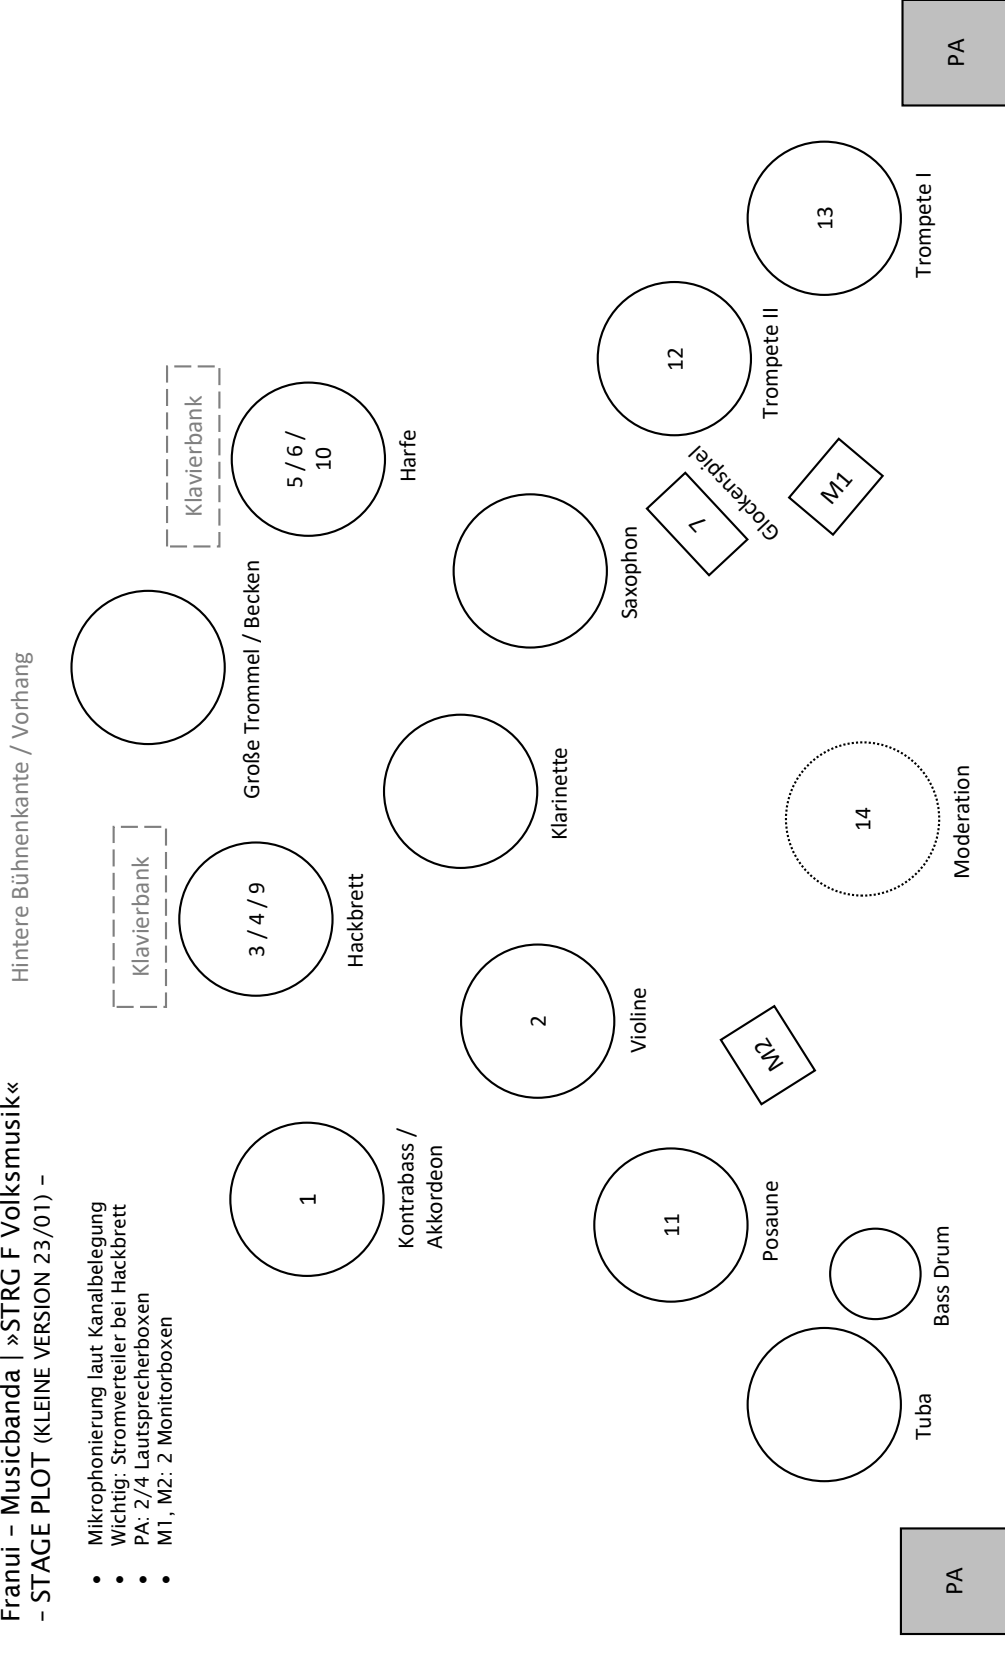 Franui – Musicbanda | »STRG F Volksmusik«
– STAGE PLOT (KLEINE VERSION 23/01) –
Hintere Bühnenkante / Vorhang
• Mikrophonierung laut Kanalbelegung
• Wichtig: Stromverteiler bei Hackbrett
• PA: 2/4 Lautsprecherboxen
• M1, M2: 2 Monitorboxen
Große Trommel / Becken
Klavierbank
3 / 4 / 9
Hackbrett
Klavierbank
5 / 6 /
10
Harfe
1
Kontrabass /
Akkordeon
Klarinette
2
Violine
Saxophon
11
Posaune
7
Glockenspiel
12
Trompete II
M2
M1
Tuba
Bass Drum
14
Moderation
13
Trompete I
PA
PA